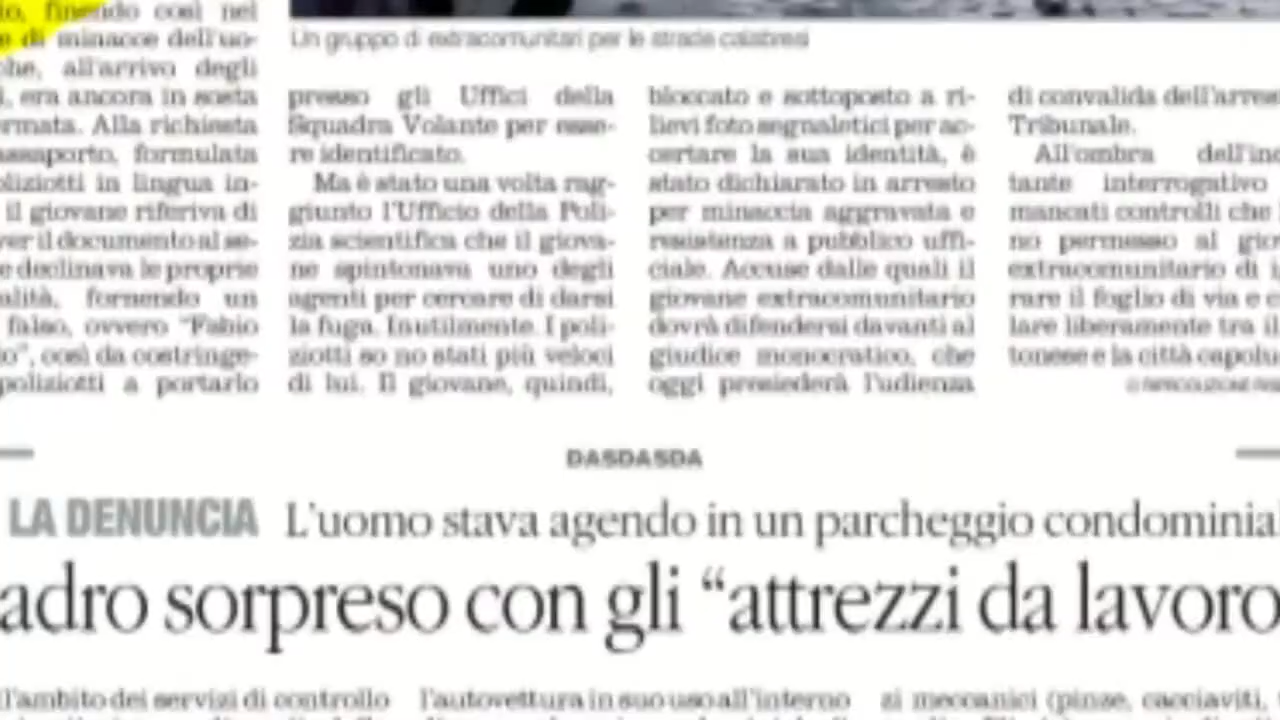 io, finendo così nel
e di minacce dell'uo-
che, all'arrivo degli
i, era ancora in sosta
ermata. Alla richiesta
assaporto, formulata
oliziotti in lingua in-
il giovane riferiva di
ver il documento al se-
e declinava le proprie
alità, fornendo un
falso, ovvero "Fabio
o", così da costringe-
poliziotti a portarlo
Un gruppo di extracomunitari per le strade calabresi
presso gli Uffici della
Squadra Volante per esse-
re identificato.
Ma è stato una volta rag-
giunto l'Ufficio della Poli-
zia scientifica che il giova-
ne spintonava uno degli
agenti per cercare di darsi
la fuga. Inutilmente. I poli-
ziotti so no stati più veloci
di lui. Il giovane, quindi,
bloccato e sottoposto a ri-
lievi fotosegnaletici per ac-
certare la sua identità, è
stato dichiarato in arresto
per minaccia aggravata e
resistenza a pubblico uffi-
ciale. Accuse dalle quali il
giovane extracomunitario
dovrà difendersi davanti al
giudice monocratico, che
oggi presiederà l'udienza
di convalida dell'arres
Tribunale.
All'ombra dell'inc
tante interrogativo
mancati controlli che
no permesso al gio
extracomunitario di i
rare il foglio di via e c
lare liberamente tra il
tonese e la città capolu
DASDASDA
LA DENUNCIA L'uomo stava agendo in un parcheggio condominia
adro sorpreso con gli “attrezzi da lavoro
l'ambito dei servizi di controllo
l'autovettura in suo uso all'interno
zi meccanici (pinze, cacciaviti,